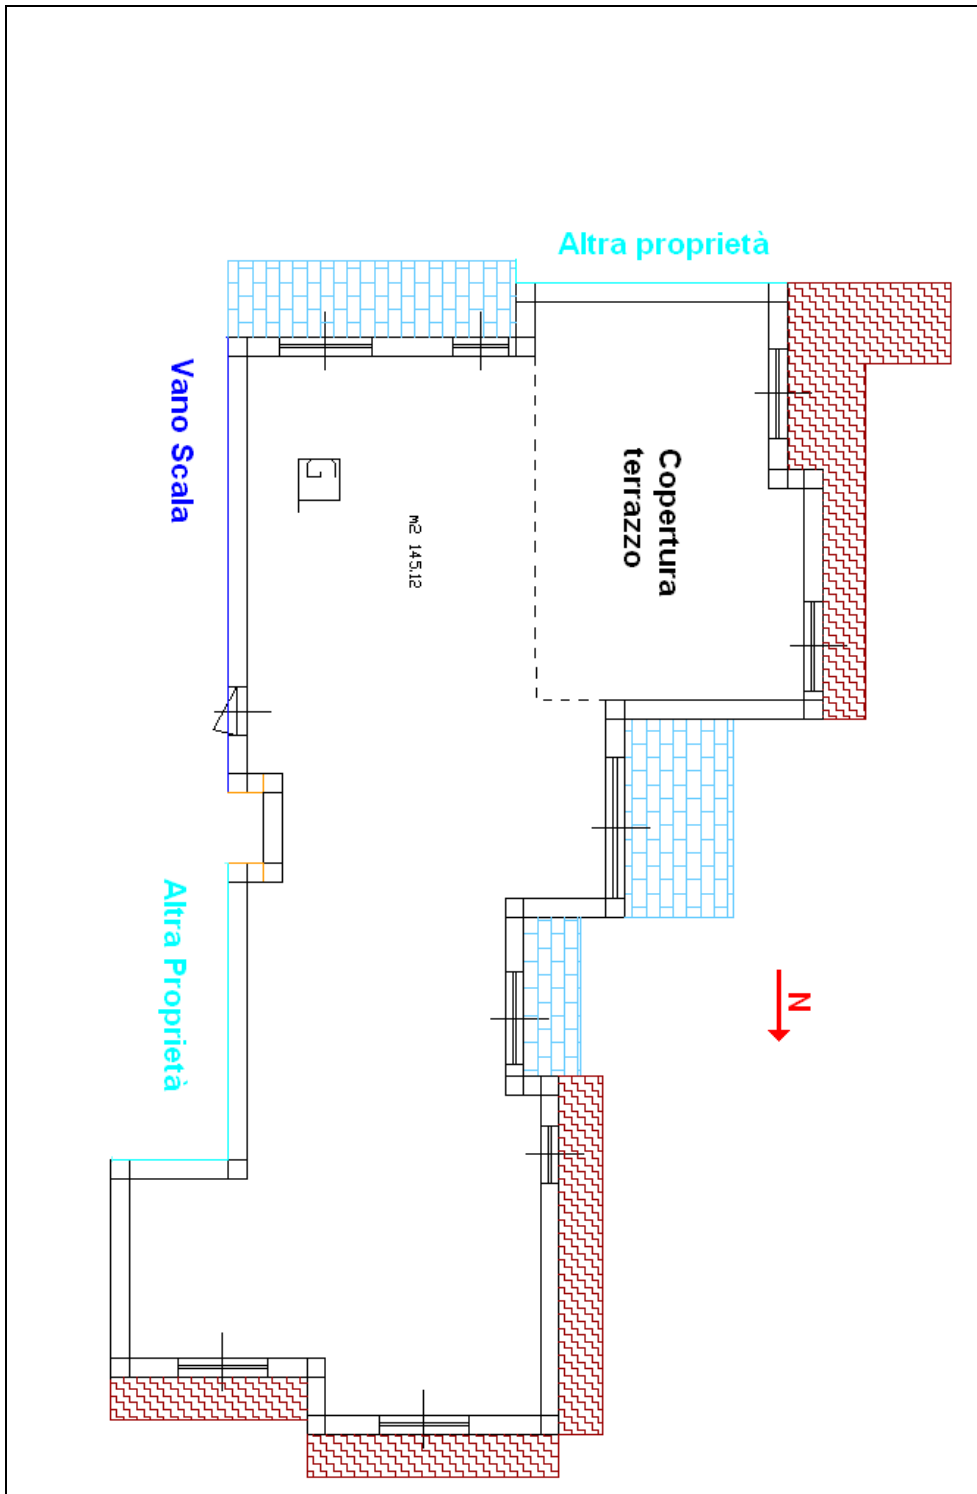 Altra proprietà
Vano Scala
Copertura
terrazzo
G
m2 145.12
Altra Proprietà
N